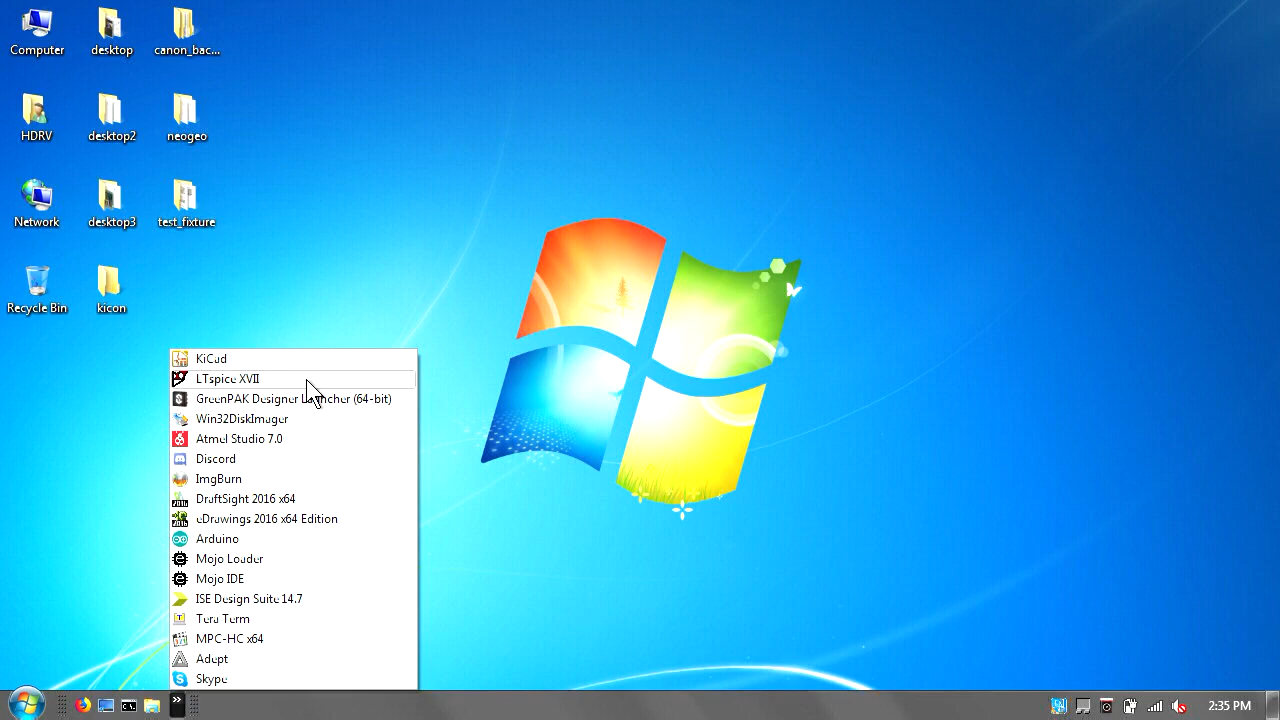 Computer
desktop
canon_bac...
HDRV
desktop2
neogeo
Network
desktop3
test_fixture
Recycle Bin
kicon
KiCad
LTspice XVII
GreenPAK Designer Launcher (64-bit)
Win32DiskImager
Atmel Studio 7.0
Discord
ImgBurn
DraftSight 2016 x64
eDrawings 2016 x64 Edition
Arduino
Mojo Loader
Mojo IDE
ISE Design Suite 14.7
Tera Term
MPC-HC x64
Adept
Skype
2:35 PM